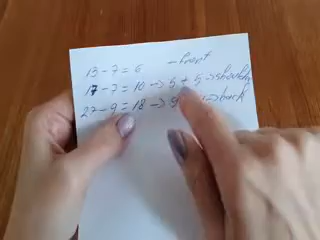 13-7=6 - front
17-7=10 → 5 + 5 →
27-9=18 → 9 → back